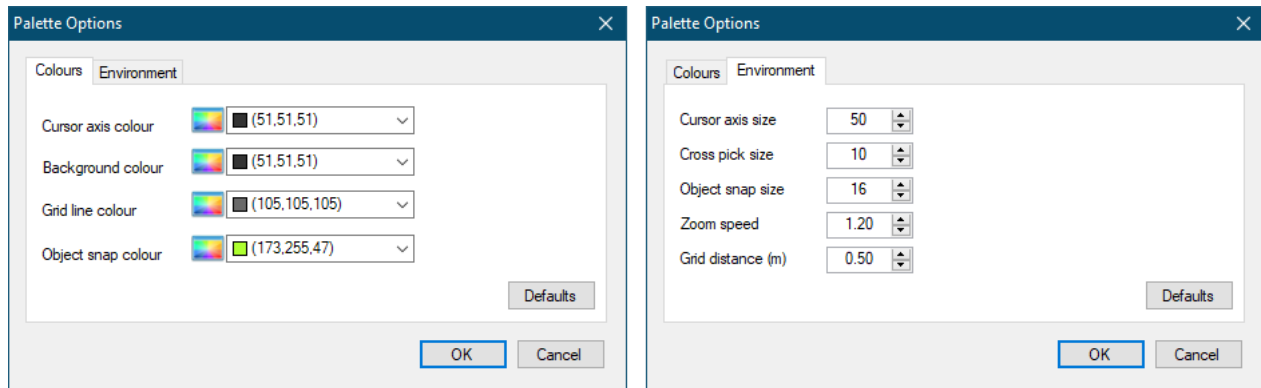 Palette Options
Colours Environment
Cursor axis colour (51,51,51)
Background colour (51,51,51)
Grid line colour (105,105,105)
Object snap colour (173,255,47)
Defaults
OK Cancel
Palette Options
Colours Environment
Cursor axis size 50
Cross pick size 10
Object snap size 16
Zoom speed 1.20
Grid distance (m) 0.50
Defaults
OK Cancel